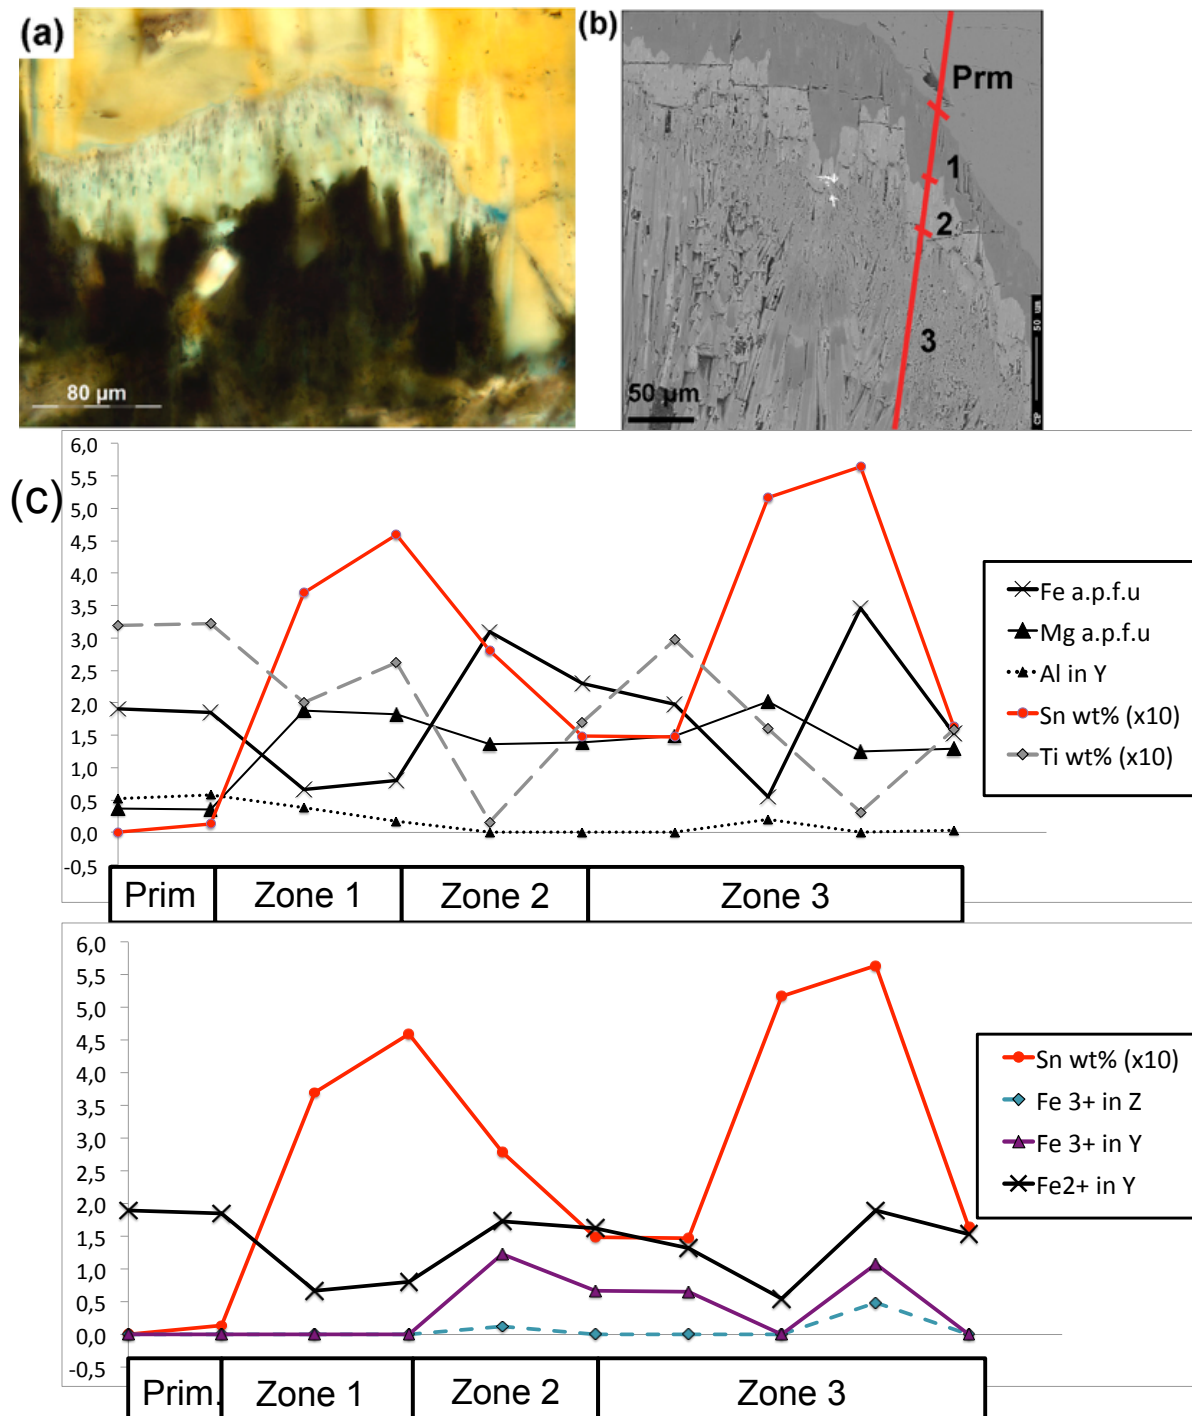 (a)
80 µm
(b)
Prm
1
2
3
50 µm
50 um
CP
(c)
6,0
5,5
5,0
4,5
4,0
3,5
3,0
2,5
2,0
1,5
1,0
0,5
0,0
-0,5
Fe a.p.f.u
Mg a.p.f.u
Al in Y
Sn wt% (x10)
Ti wt% (x10)
Prim Zone 1 Zone 2 Zone 3
6,0
5,5
5,0
4,5
4,0
3,5
3,0
2,5
2,0
1,5
1,0
0,5
0,0
-0,5
Sn wt% (x10)
Fe 3+ in Z
Fe 3+ in Y
Fe2+ in Y
Prim. Zone 1 Zone 2 Zone 3